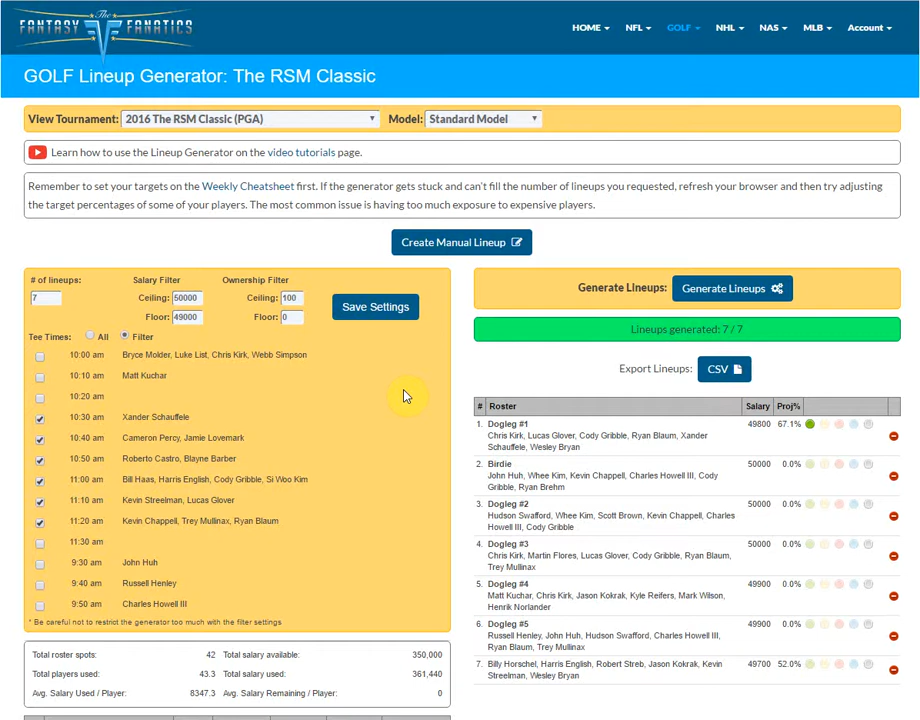 The
FANTASY FANATICS
HOME NFL GOLF NHL NAS MLB Account
GOLF Lineup Generator: The RSM Classic
View Tournament: 2016 The RSM Classic (PGA) Model: Standard Model
Learn how to use the Lineup Generator on the video tutorials page.
Remember to set your targets on the Weekly Cheatsheet first. If the generator gets stuck and can't fill the number of lineups you requested, refresh your browser and then try adjusting
the target percentages of some of your players. The most common issue is having too much exposure to expensive players.
Create Manual Lineup
# of lineups: Salary Filter Ownership Filter
7 Ceiling: 50000 Ceiling: 100
Floor: 49000 Floor: 0
Save Settings
Tee Times: All Filter
10:00 am Bryce Molder, Luke List, Chris Kirk, Webb Simpson
10:10 am Matt Kuchar
10:20 am
10:30 am Xander Schauffele
10:40 am Cameron Percy, Jamie Lovemark
10:50 am Roberto Castro, Blayne Barber
11:00 am Bill Haas, Harris English, Cody Gribble, Si Woo Kim
11:10 am Kevin Streelman, Lucas Glover
11:20 am Kevin Chappell, Trey Mullinax, Ryan Blaum
11:30 am
9:30 am John Huh
9:40 am Russell Henley
9:50 am Charles Howell III
* Be careful not to restrict the generator too much with the filter settings
Total roster spots: 42 Total salary available: 350,000
Total players used: 43.3 Total salary used: 361,440
Avg. Salary Used / Player: 8347.3 Avg. Salary Remaining / Player: 0
Generate Lineups: Generate Lineups
Lineups generated: 7 / 7
Export Lineups: CSV
# Roster Salary Proj%
1. Dogleg #1 49800 67.1%
Chris Kirk, Lucas Glover, Cody Gribble, Ryan Blaum, Xander
Schauffele, Wesley Bryan
2. Birdie 50000 0.0%
John Huh, Whee Kim, Kevin Chappell, Charles Howell III, Cody
Gribble, Ryan Brehm
3. Dogleg #2 50000 0.0%
Hudson Swafford, Whee Kim, Scott Brown, Kevin Chappell, Charles
Howell III, Cody Gribble
4. Dogleg #3 50000 0.0%
Chris Kirk, Martin Flores, Lucas Glover, Cody Gribble, Ryan Blaum,
Trey Mullinax
5. Dogleg #4 49900 0.0%
Matt Kuchar, Chris Kirk, Jason Kokrak, Kyle Reifers, Mark Wilson,
Henrik Norlander
6. Dogleg #5 49900 0.0%
Russell Henley, John Huh, Hudson Swafford, Charles Howell III,
Ryan Blaum, Trey Mullinax
7. Billy Horschel, Harris English, Robert Streb, Jason Kokrak, Kevin 49700 52.0%
Streelman, Wesley Bryan